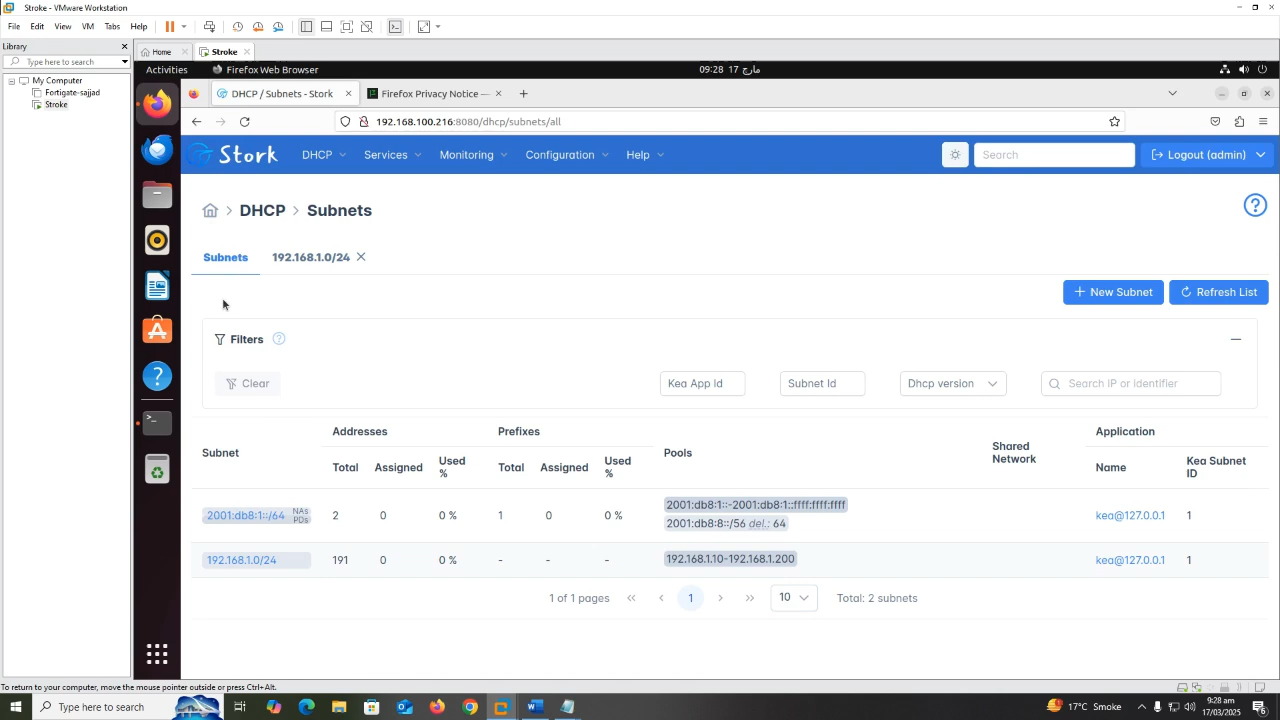 Stroke - VMware Workstation
File Edit View VM Tabs Help
Library
Type here to search
My Computer
Fortigate-sajjad
Stroke
Home
Stroke
Activities
Firefox Web Browser
09:28 17 مارچ
DHCP / Subnets - Stork
Firefox Privacy Notice —
192.168.100.216:8080/dhcp/subnets/all
Stork
DHCP Services Monitoring Configuration Help
Search
Logout (admin)
DHCP > Subnets
Subnets
192.168.1.0/24
New Subnet
Refresh List
Filters
Clear
Kea App Id
Subnet Id
Dhcp version
Search IP or identifier
Subnet
Addresses
Prefixes
Pools
Shared Network
Application
Total Assigned Used %
Total Assigned Used %
Name
Kea Subnet ID
2001:db8:1::/64 NAs PDs 2 0 0 % 1 0 0 % 2001:db8:1::-2001:db8:1::ffff:ffff:ffff kea@127.0.0.1 1
2001:db8:8::/56 del.: 64
192.168.1.0/24 191 0 0 % - - - 192.168.1.10-192.168.1.200 kea@127.0.0.1 1
1 of 1 pages 1 10 Total: 2 subnets
To return to your computer, move the mouse pointer outside or press Ctrl+Alt.
Type here to search
17°C Smoke
9:28 am
17/03/2025
6